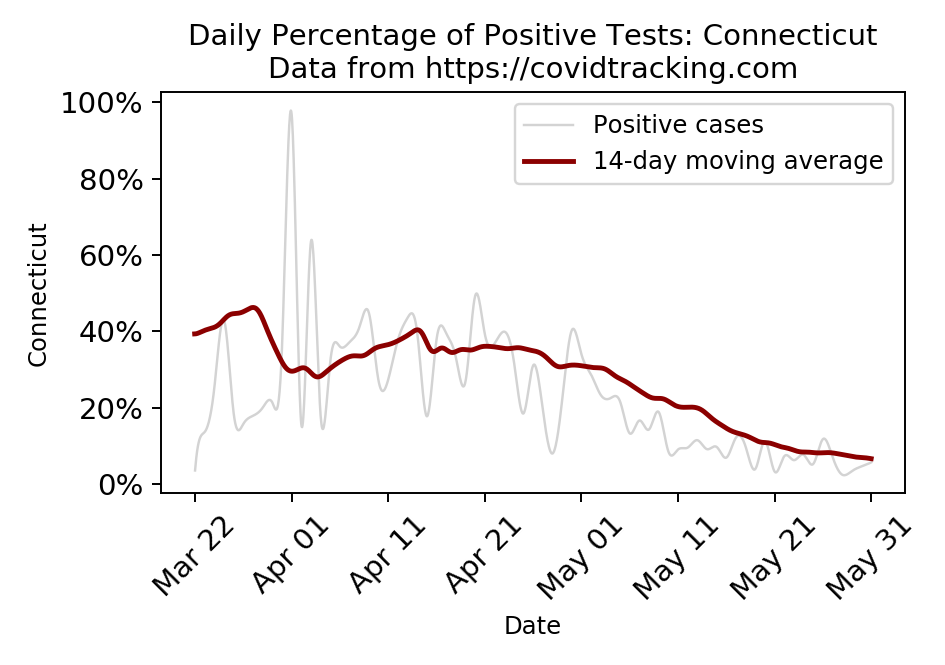 Daily Percentage of Positive Tests: Connecticut
Data from https://covidtracking.com
100%
80%
60%
40%
20%
0%
Connecticut
Positive cases
14-day moving average
Mar 22
Apr 01
Apr 11
Apr 21
May 01
May 11
May 21
May 31
Date